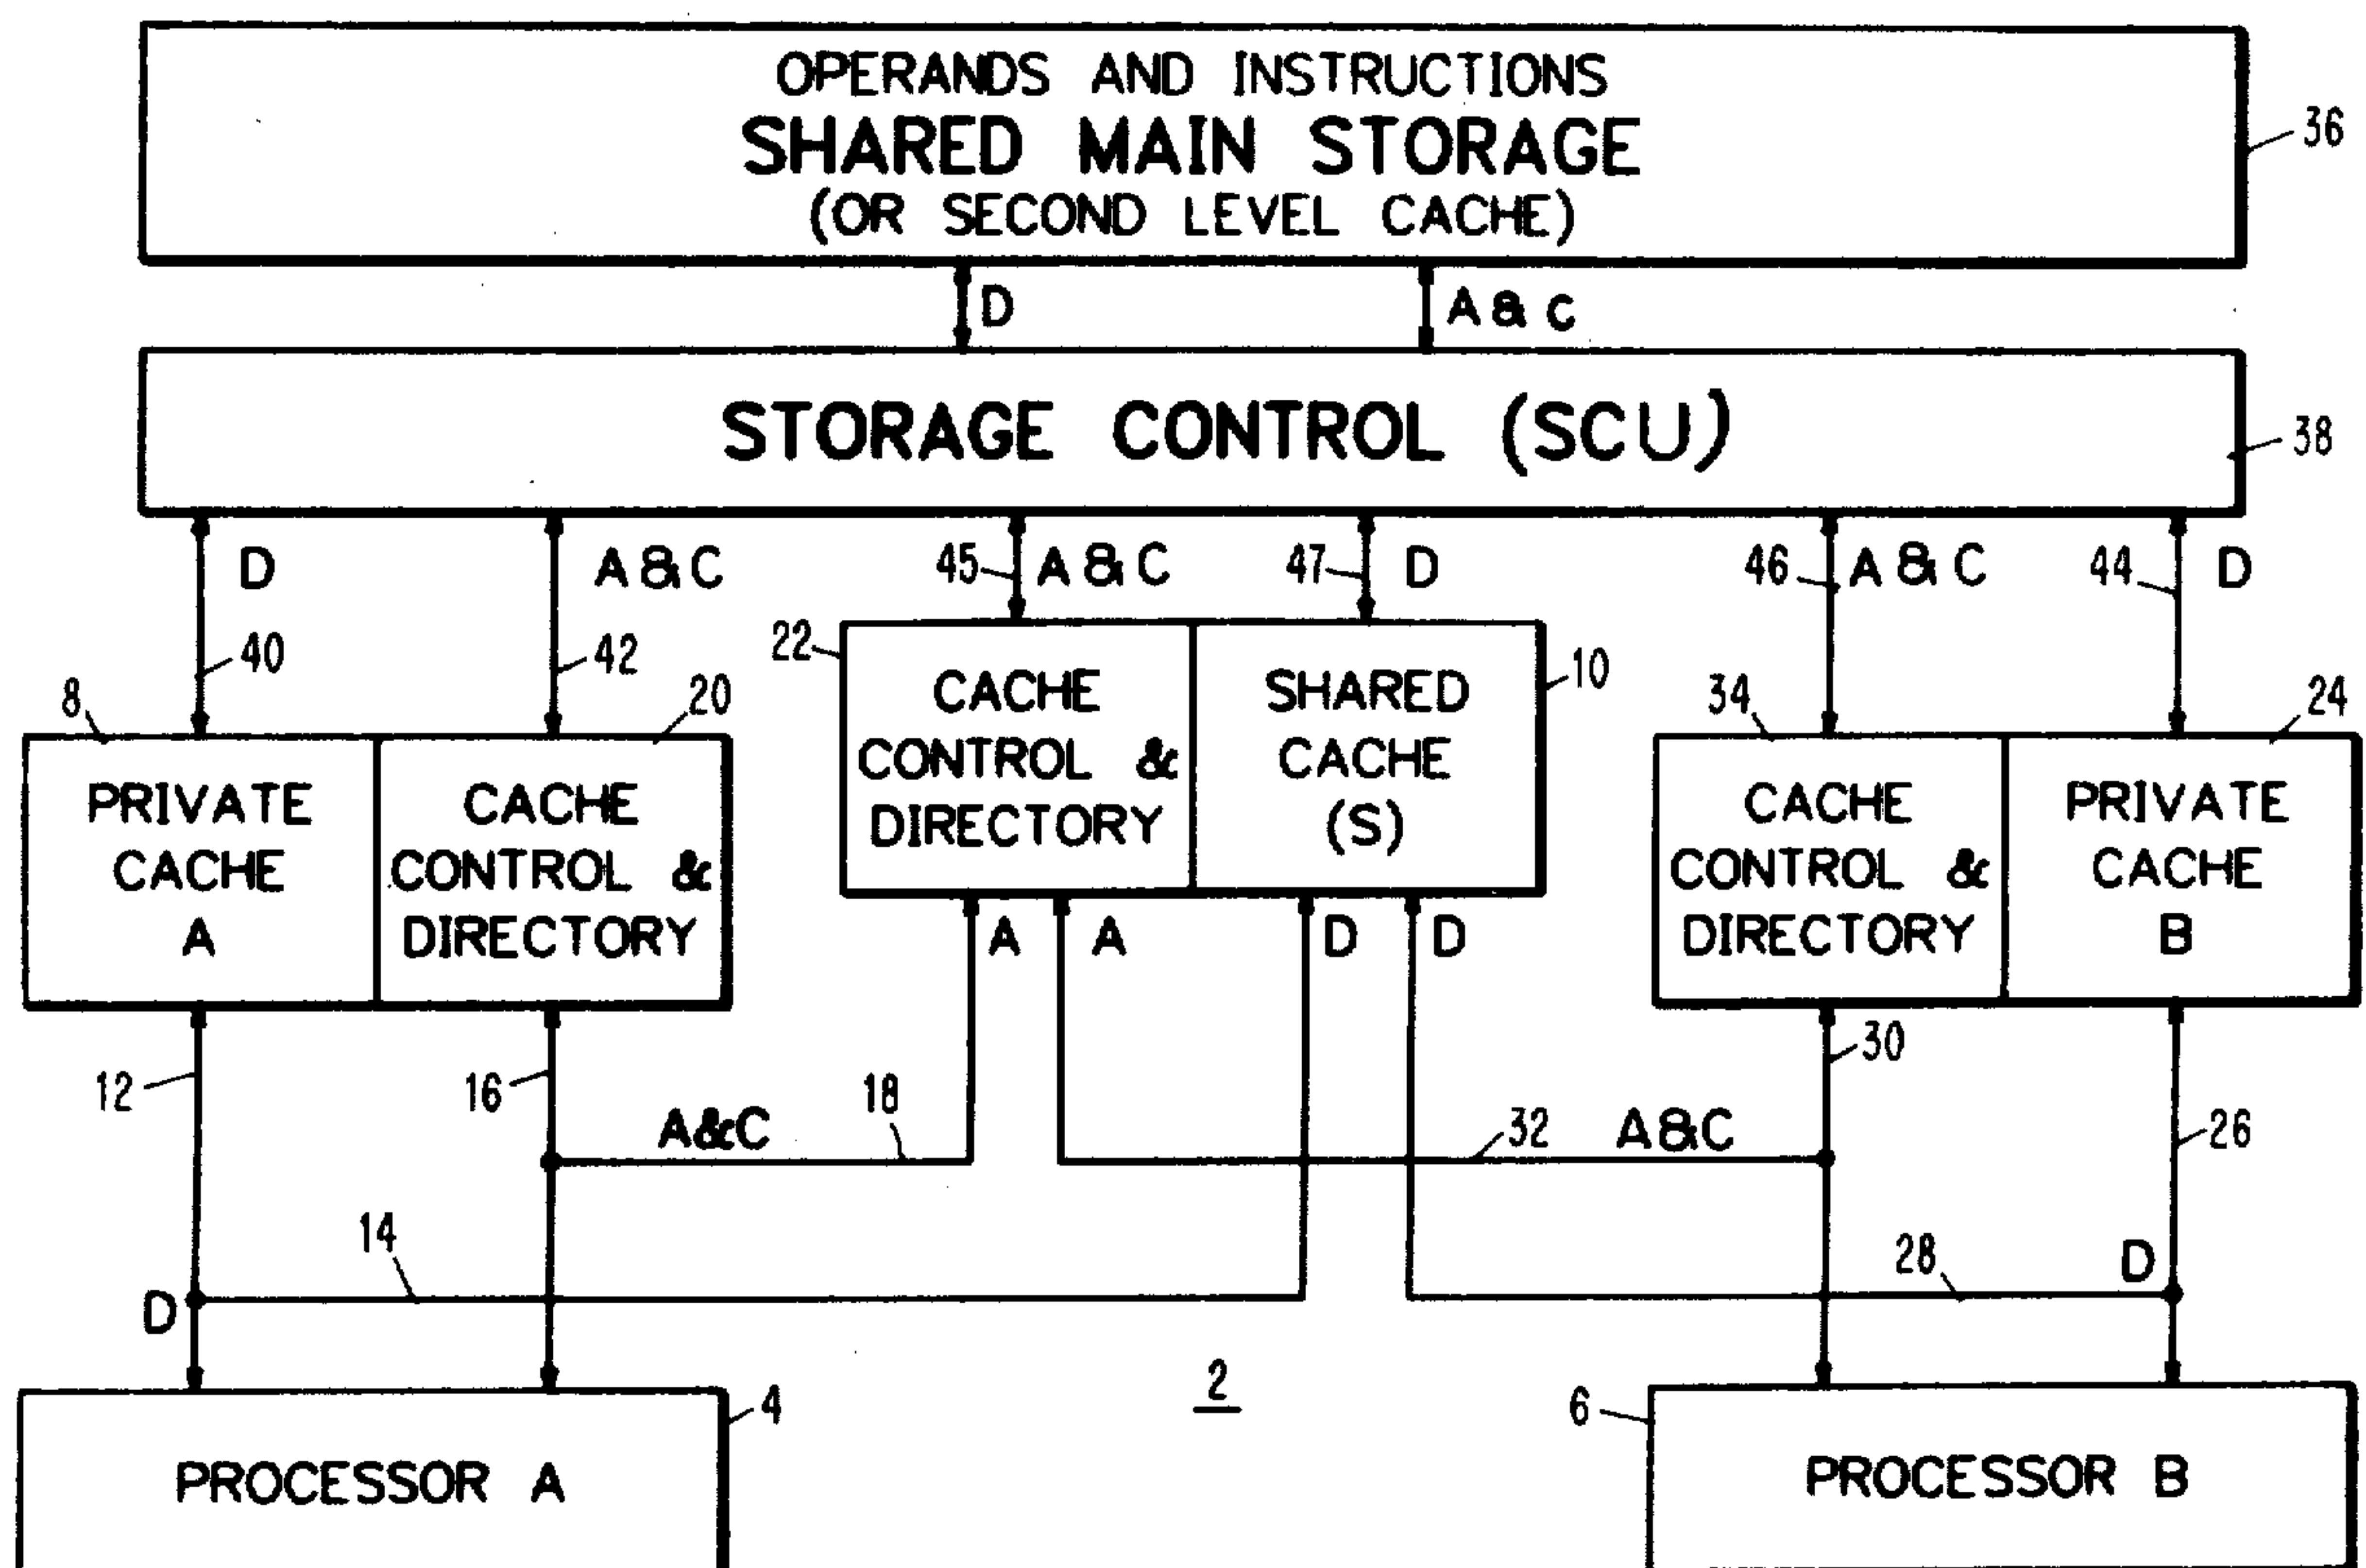 OPERANDS AND INSTRUCTIONS
SHARED MAIN STORAGE
(OR SECOND LEVEL CACHE)
36
D
A & C
STORAGE CONTROL (SCU)
38
D
40
A & C
42
45
A & C
47
D
46
A & C
44
D
8
20
22
10
34
24
PRIVATE
CACHE
A
CACHE
CONTROL &
DIRECTORY
CACHE
CONTROL &
DIRECTORY
SHARED
CACHE
(S)
CACHE
CONTROL &
DIRECTORY
PRIVATE
CACHE
B
A
A
D
D
12
16
A&C
18
30
32
A&C
26
14
D
28
D
2
4
PROCESSOR A
6
PROCESSOR B